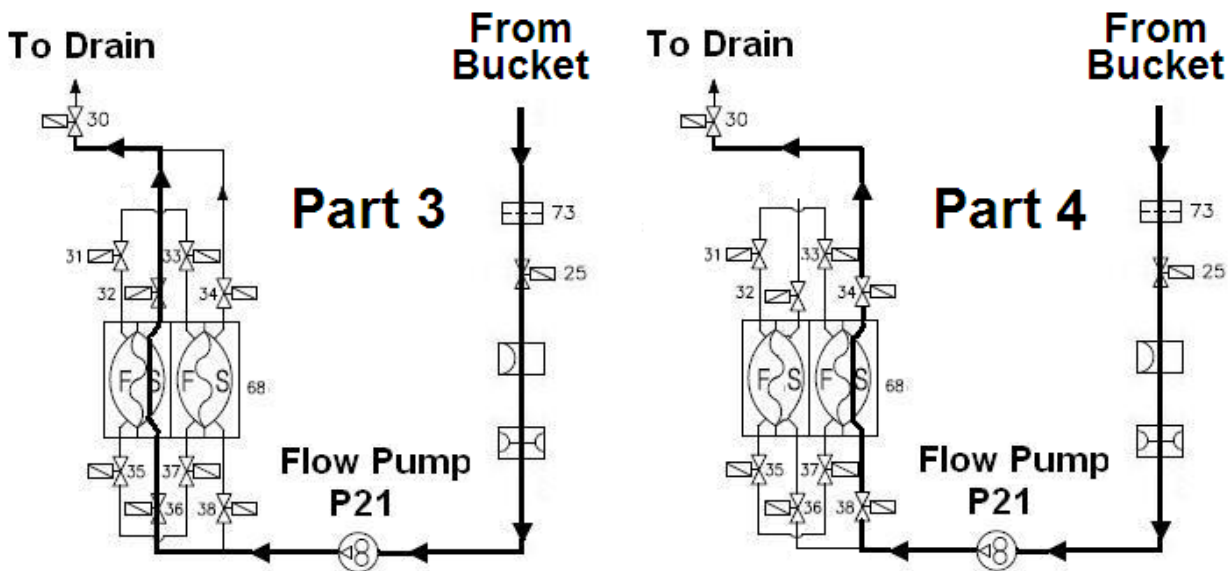 To Drain
From
Bucket
30
Part 3
73
31
33
25
32
34
F S F S
68
35
37
36
38
Flow Pump
P21
To Drain
From
Bucket
30
Part 4
73
31
33
25
32
34
F S F S
68
35
37
36
38
Flow Pump
P21